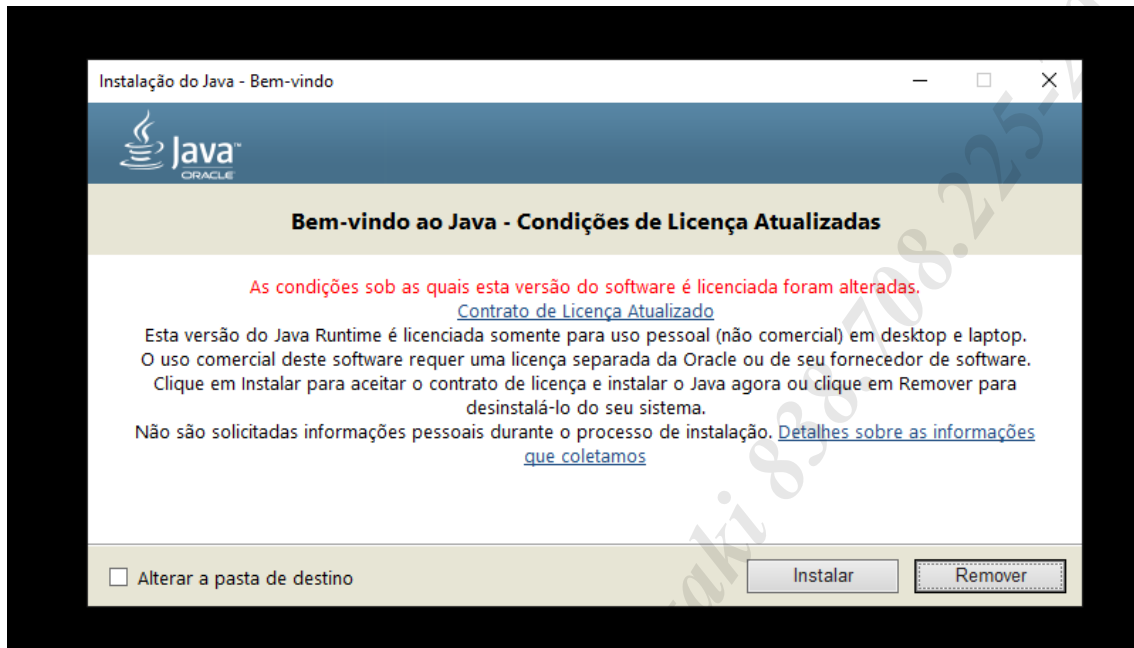 Instalação do Java - Bem-vindo
Java™
ORACLE
Bem-vindo ao Java - Condições de Licença Atualizadas
As condições sob as quais esta versão do software é licenciada foram alteradas.
Contrato de Licença Atualizado
Esta versão do Java Runtime é licenciada somente para uso pessoal (não comercial) em desktop e laptop.
O uso comercial deste software requer uma licença separada da Oracle ou de seu fornecedor de software.
Clique em Instalar para aceitar o contrato de licença e instalar o Java agora ou clique em Remover para
desinstalá-lo do seu sistema.
Não são solicitadas informações pessoais durante o processo de instalação. Detalhes sobre as informações
que coletamos
Alterar a pasta de destino
Instalar
Remover
838.708.225-